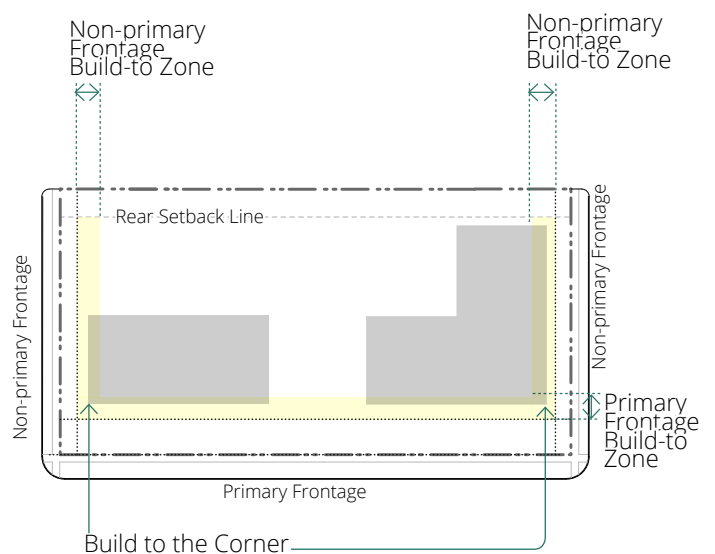 Non-primary
Frontage
Build-to Zone
Non-primary
Frontage
Build-to Zone
Rear Setback Line
Non-primary Frontage
Non-primary Frontage
Primary
Frontage
Build-to
Zone
Primary Frontage
Build to the Corner